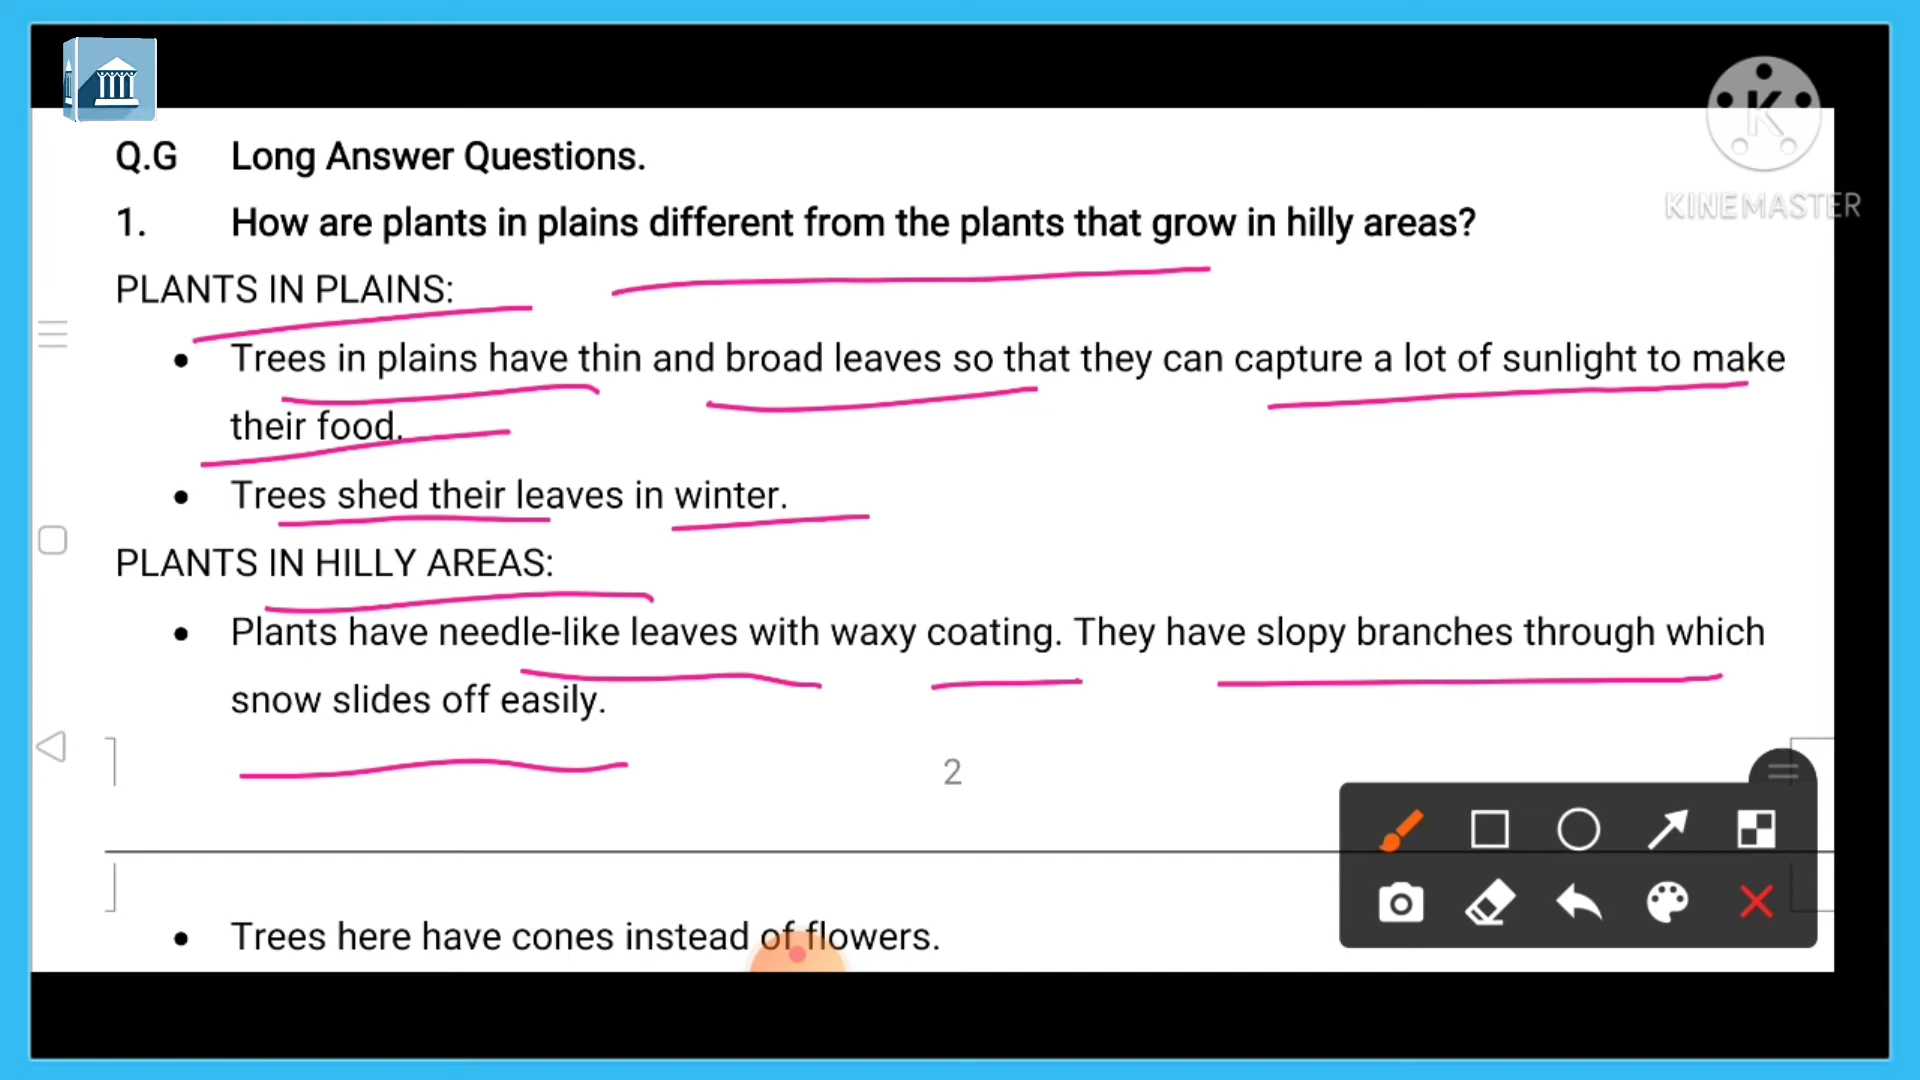 KINEMASTER
Q.G Long Answer Questions.
1. How are plants in plains different from the plants that grow in hilly areas?
PLANTS IN PLAINS:
• Trees in plains have thin and broad leaves so that they can capture a lot of sunlight to make
their food.
• Trees shed their leaves in winter.
PLANTS IN HILLY AREAS:
• Plants have needle-like leaves with waxy coating. They have slopy branches through which
snow slides off easily.
2
• Trees here have cones instead of flowers.